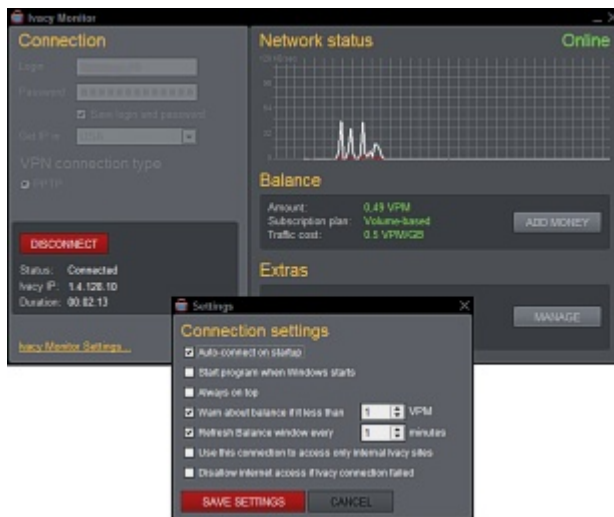 Ivacy Monitor
Connection
Login
Password
Save login and password
Get IP in USA
VPN connection type
PPTP
DISCONNECT
Status: Connected
Ivacy IP: 1.4.128.10
Duration: 00:02:13
Ivacy Monitor Settings...
Network status Online
96
64
32
Balance
Amount: 0,49 VPM
Subscription plan: Volume-based
Traffic cost: 0.5 VPM/GB
ADD MONEY
Extras
MANAGE
Settings
Connection settings
Auto-connect on startup
Start program when Windows starts
Always on top
Warn about balance if it less than 1 VPM
Refresh Balance window every 1 minutes
Use this connection to access only internal Ivacy sites
Disallow internet access if Ivacy connection failed
SAVE SETTINGS CANCEL